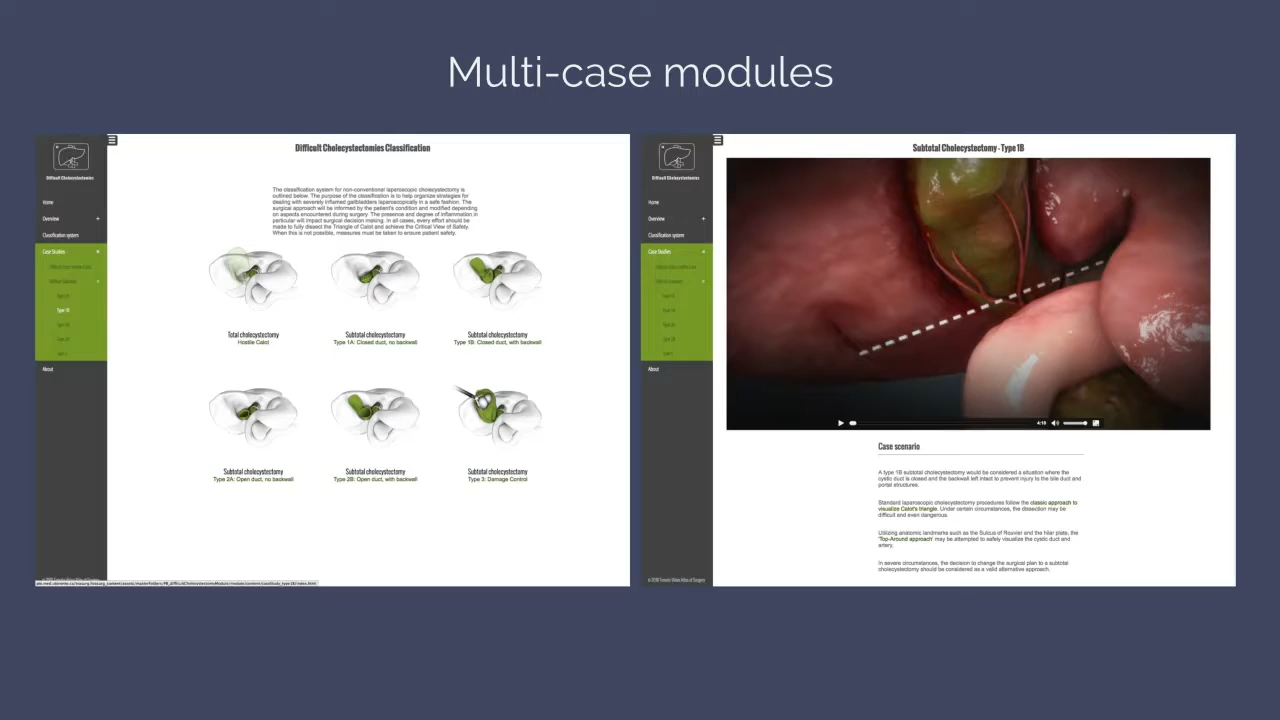 Multi-case modules
Difficult Cholecystectomies
Home
Overview +
Classification system
Case Studies
Type 1B
About
Difficult Cholecystectomies Classification
The classification system for non-conventional laparoscopic cholecystectomy is
outlined below. The purpose of the classification is to help organize strategies for
dealing with severely inflamed gallbladders laparoscopically in a safe fashion. The
surgical approach will be informed by the patient's condition and modified depending
on aspects encountered during surgery. The presence and degree of inflammation in
particular will impact surgical decision making. In all cases, every effort should be
made to fully dissect the Triangle of Calot and achieve the Critical View of Safety.
When this is not possible, measures must be taken to ensure patient safety.
Total cholecystectomy
Hostile Calot
Subtotal cholecystectomy
Type 1A: Closed duct, no backwall
Subtotal cholecystectomy
Type 1B: Closed duct, with backwall
Subtotal cholecystectomy
Type 2A: Open duct, no backwall
Subtotal cholecystectomy
Type 2B: Open duct, with backwall
Subtotal cholecystectomy
Type 3: Damage Control
Difficult Cholecystectomies
Home
Overview +
Classification system
Case Studies
About
© 2018 Toronto Video Atlas of Surgery
Subtotal Cholecystectomy - Type 1B
4:16
Case scenario
A type 1B subtotal cholecystectomy would be considered a situation where the
cystic duct is closed and the backwall left intact to prevent injury to the bile duct and
portal structures.
Standard laparoscopic cholecystectomy procedures follow the classic approach to
visualize Calot's triangle. Under certain circumstances, the dissection may be
difficult and even dangerous.
Utilizing anatomic landmarks such as the Sulcus of Rouvier and the hilar plate, the
'Top-Around approach' may be attempted to safely visualize the cystic duct and
artery.
In severe circumstances, the decision to change the surgical plan to a subtotal
cholecystectomy should be considered as a valid alternative approach.